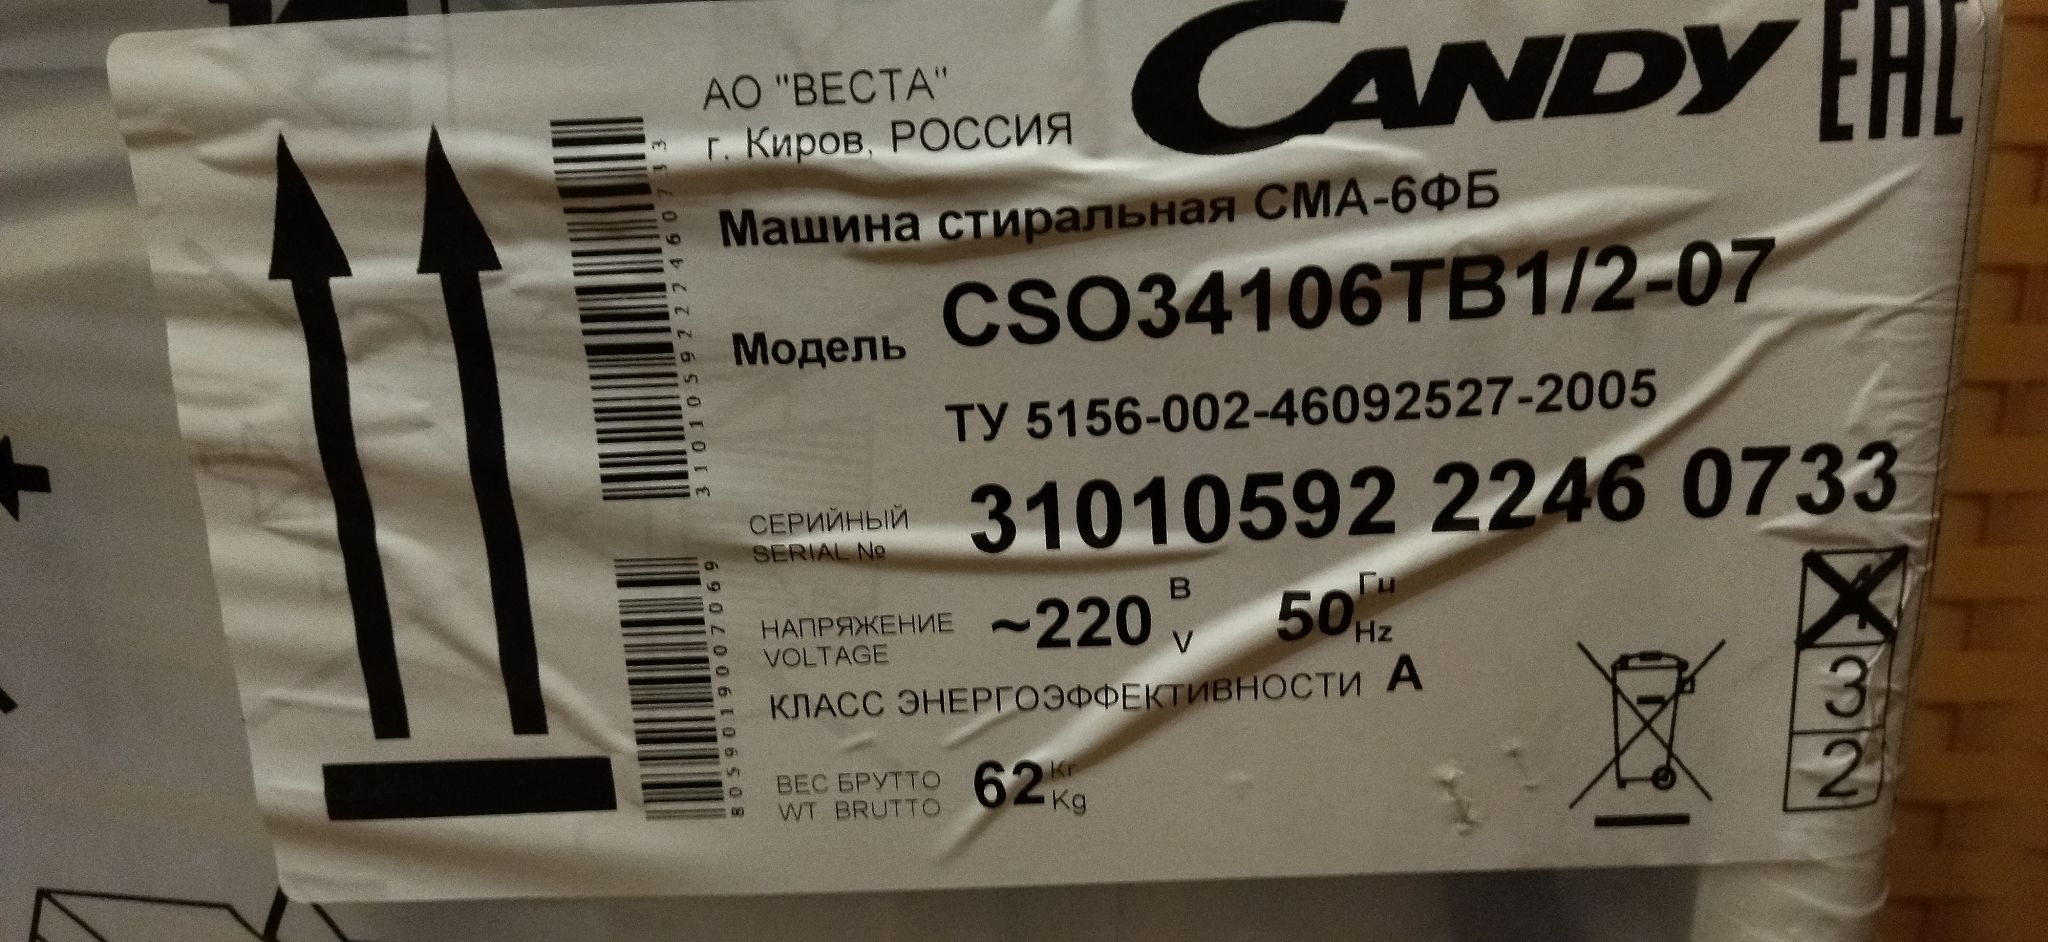 АО "ВЕСТА"
г. Киров, РОССИЯ
CANDY
EAC
Машина стиральная СМА-6ФБ
Модель CSO34106TB1/2-07
ТУ 5156-002-46092527-2005
СЕРИЙНЫЙ
SERIAL №
31010592 2246 0733
НАПРЯЖЕНИЕ
VOLTAGE
~220 В V 50 Гц Hz
КЛАСС ЭНЕРГОЭФФЕКТИВНОСТИ A
ВЕС БРУТТО
WT BRUTTO
62 Кг Kg
8059019007069
3
2